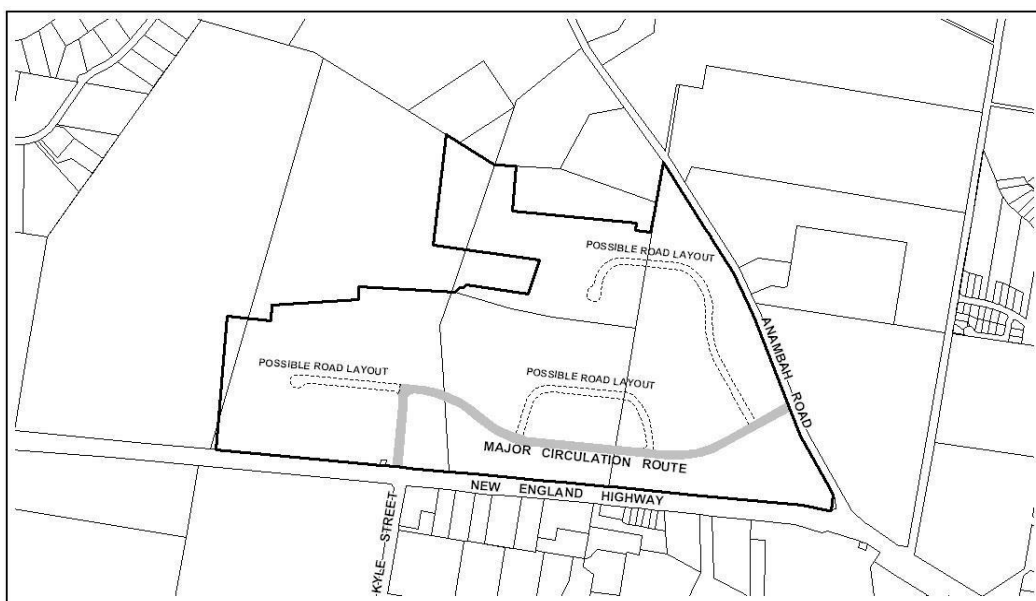 POSSIBLE ROAD LAYOUT
ANAMBAH ROAD
POSSIBLE ROAD LAYOUT
POSSIBLE ROAD LAYOUT
MAJOR CIRCULATION ROUTE
NEW ENGLAND HIGHWAY
KYLE STREET